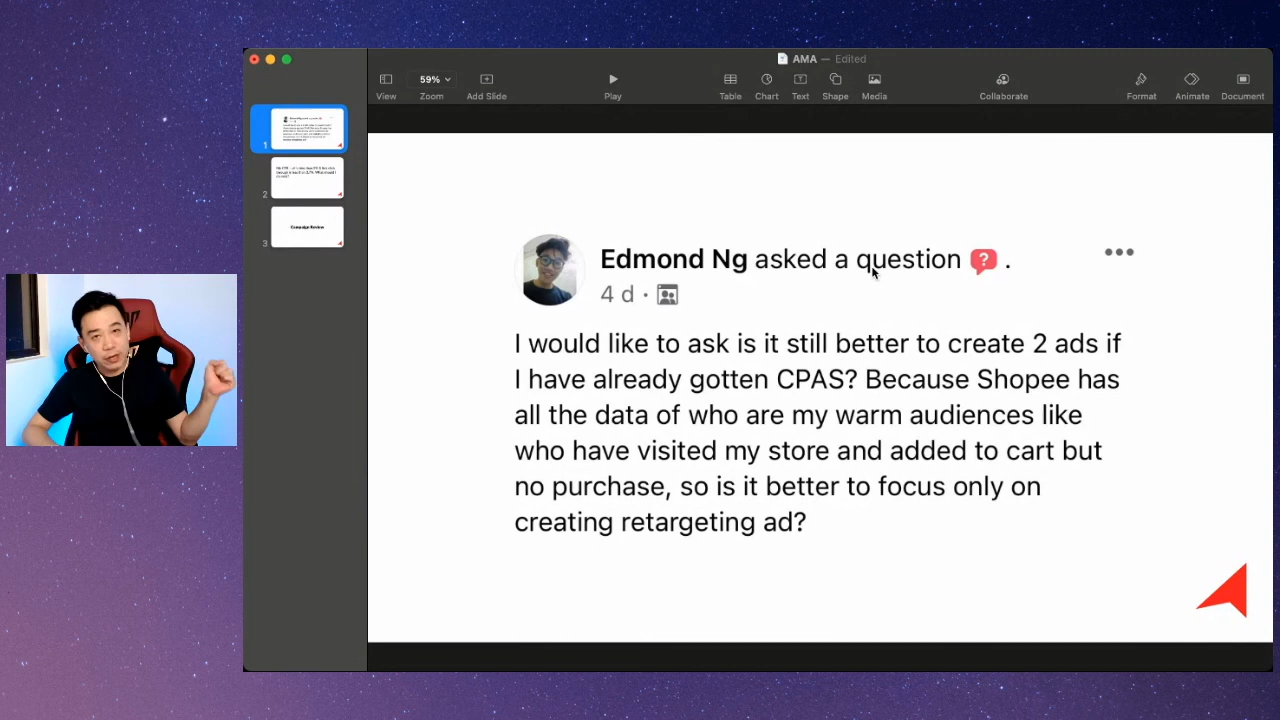 AMA — Edited
59%
View
Zoom
Add Slide
Play
Table
Chart
Text
Shape
Media
Collaborate
Format
Animate
Document
1
2
3
Campaign Review
Edmond Ng asked a question ? .
4 d ·
I would like to ask is it still better to create 2 ads if
I have already gotten CPAS? Because Shopee has
all the data of who are my warm audiences like
who have visited my store and added to cart but
no purchase, so is it better to focus only on
creating retargeting ad?